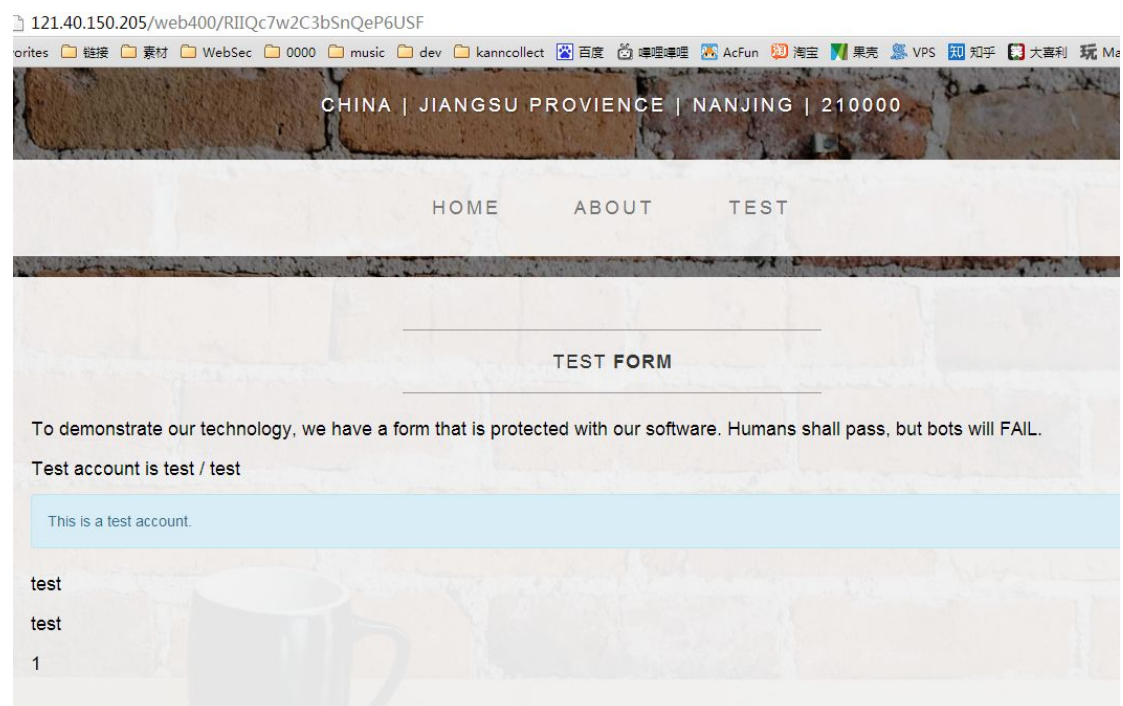 121.40.150.205/web400/RIIQc7w2C3bSnQeP6USF
orites 链接 素材 WebSec 0000 music dev kanncollect 百度 哔哩哔哩 AcFun 淘宝 果壳 VPS 知乎 大喜利 玩 Ma
CHINA | JIANGSU PROVIENCE | NANJING | 210000
HOME ABOUT TEST
TEST FORM
To demonstrate our technology, we have a form that is protected with our software. Humans shall pass, but bots will FAIL.
Test account is test / test
This is a test account.
test
test
1